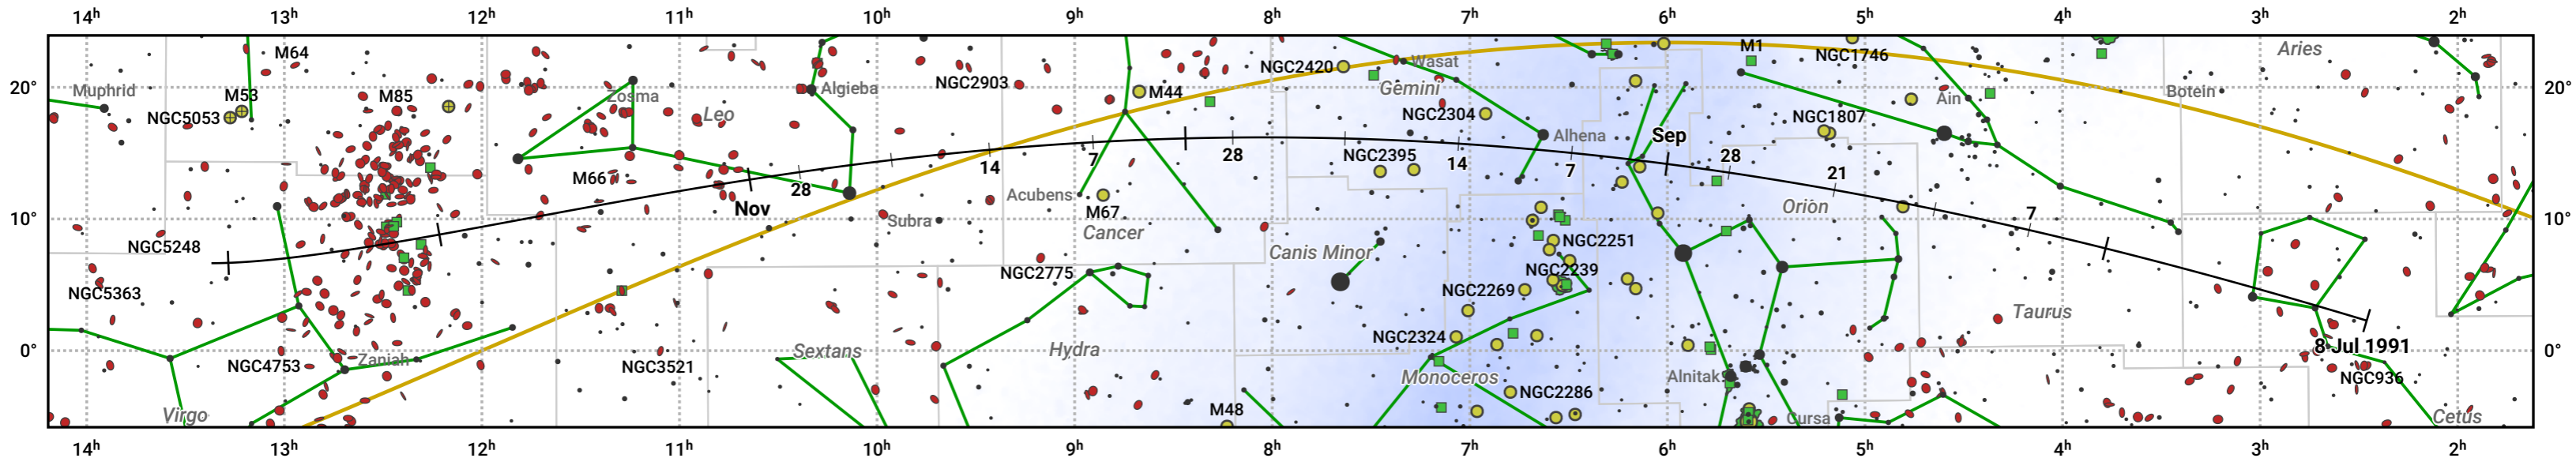 14h 13h 12h 11h 10h 9h 8h 7h 6h 5h 4h 3h 2h
M64 M1 NGC1746 Aries
20° Muphrid M53 M85 Zosma Algieba NGC2903 M44 NGC2420 Wasat Gemini Ain Botein 20°
NGC5053 Leo NGC2304 Alhena Sep NGC1807
7 28 NGC2395 14 7 28
M66 28 14 Acubens 21
Nov M67 Orion
10° Subra Cancer 7 10°
NGC5248 Canis Minor NGC2251
NGC5363 NGC2775 NGC2269 NGC2239 Taurus
0° NGC4753 Zaniah NGC3521 Sextans Hydra NGC2324 8 Jul 1991 0°
Monoceros Alnitak NGC936
NGC2286
Virgo M48 Cursa Cetus
14h 13h 12h 11h 10h 9h 8h 7h 6h 5h 4h 3h 2h